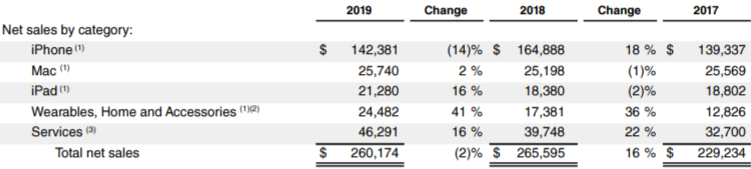 2019 Change 2018 Change 2017
Net sales by category:
iPhone (1) $ 142,381 (14)% $ 164,888 18 % $ 139,337
Mac (1) 25,740 2 % 25,198 (1)% 25,569
iPad (1) 21,280 16 % 18,380 (2)% 18,802
Wearables, Home and Accessories (1)(2) 24,482 41 % 17,381 36 % 12,826
Services (3) 46,291 16 % 39,748 22 % 32,700
Total net sales $ 260,174 (2)% $ 265,595 16 % $ 229,234